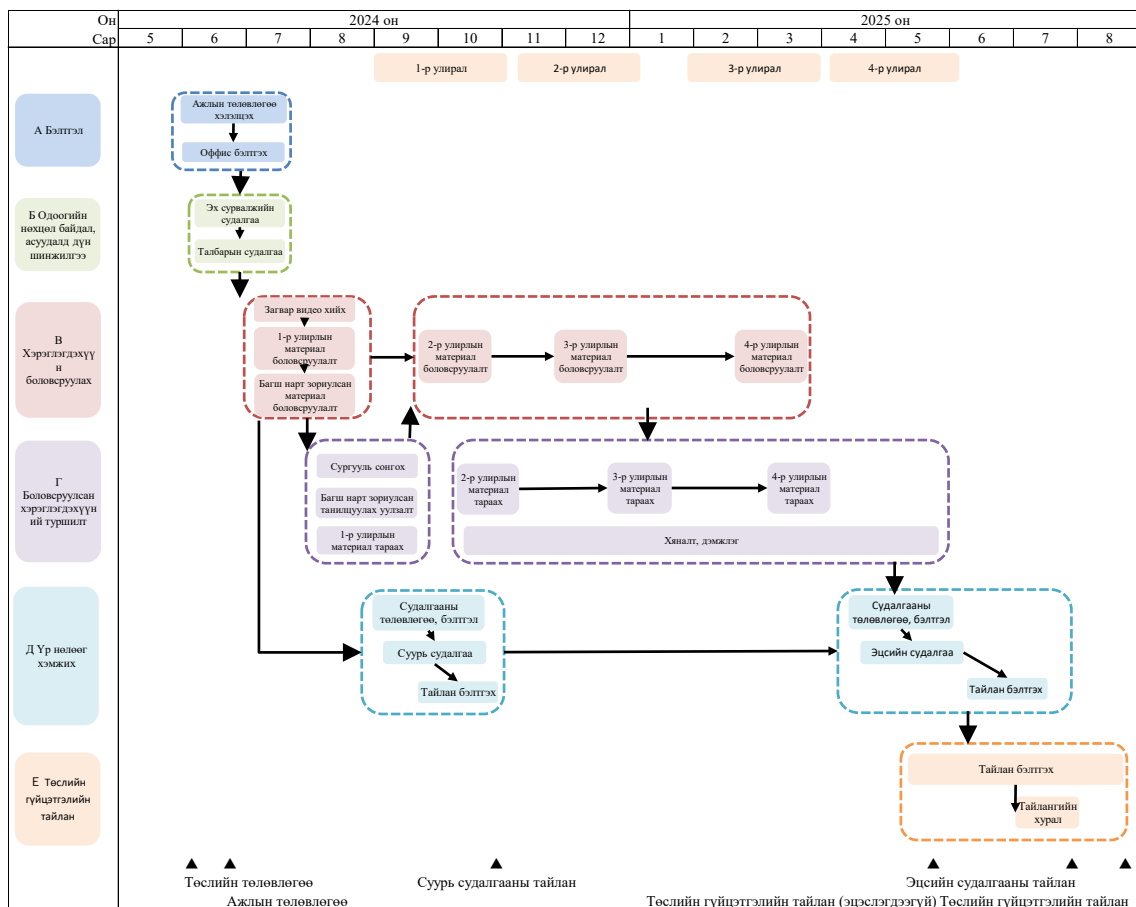 Он 2024 он 2025 он
Сар 5 6 7 8 9 10 11 12 1 2 3 4 5 6 7 8
1-р улирал 2-р улирал 3-р улирал 4-р улирал
А Бэлтгэл
Ажлын төлөвлөгөө
хэлэлцэх
Оффис бэлтгэх
Б Одоогийн
нөхцөл байдал,
асуудалд дүн
шинжилгээ
Эх сурвалжийн
судалгаа
Талбарын судалгаа
В
Хэрэглэгдэхүү
н
боловсруулах
Загвар видео хийх
1-р улирлын
материал
боловсруулалт
Багш нарт зориулсан
материал
боловсруулалт
2-р улирлын
материал
боловсруулалт
3-р улирлын
материал
боловсруулалт
4-р улирлын
материал
боловсруулалт
Г
Боловсруулсан
хэрэглэгдэхүүн
ий туршилт
Сургууль сонгох
Багш нарт зориулсан
танилцуулах уулзалт
1-р улирлын
материал тараах
2-р улирлын
материал
тараах
3-р улирлын
материал
тараах
4-р улирлын
материал
тараах
Хяналт, дэмжлэг
Д Үр нөлөөг
хэмжих
Судалгааны
төлөвлөгөө, бэлтгэл
Суурь судалгаа
Тайлан бэлтгэх
Судалгааны
төлөвлөгөө, бэлтгэл
Эцсийн судалгаа
Тайлан бэлтгэх
Е Төслийн
гүйцэтгэлийн
тайлан
Тайлан бэлтгэх
Тайлангийн
хурал
Төслийн төлөвлөгөө Суурь судалгааны тайлан Эцсийн судалгааны тайлан
Ажлын төлөвлөгөө Төслийн гүйцэтгэлийн тайлан (эцэслэгдээгүй) Төслийн гүйцэтгэлийн тайлан